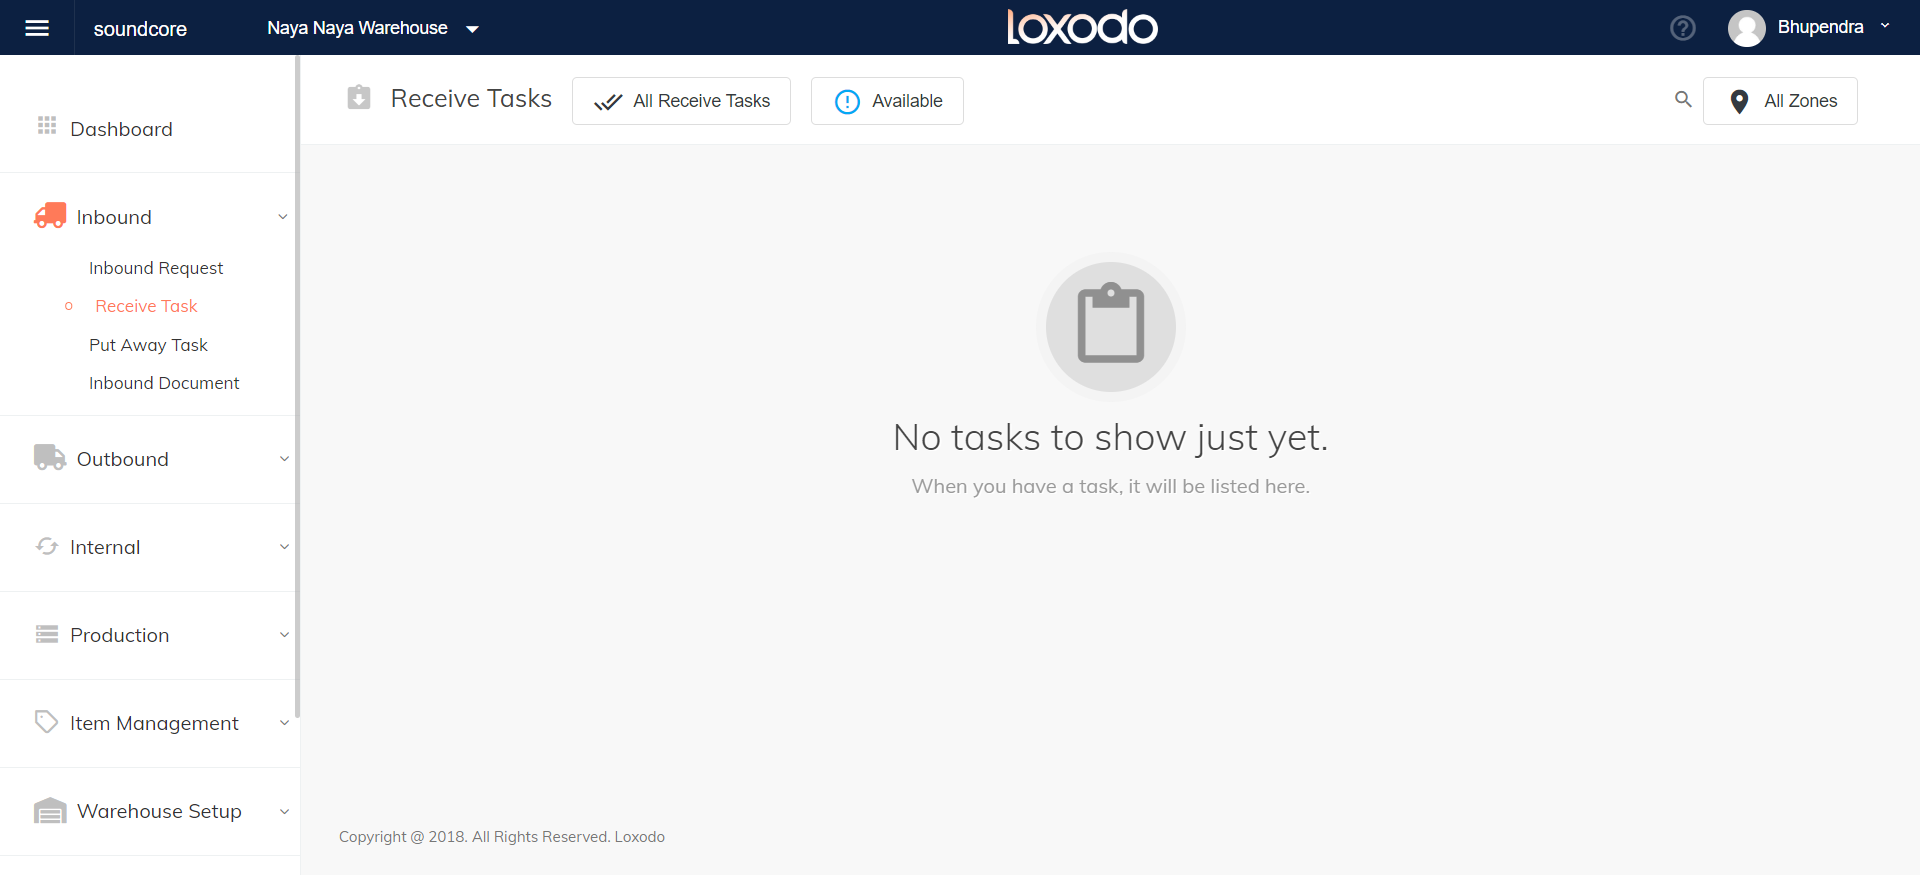 soundcore
Naya Naya Warehouse
loxodo
Bhupendra
Receive Tasks
All Receive Tasks
Available
All Zones
Dashboard
Inbound
Inbound Request
Receive Task
Put Away Task
Inbound Document
Outbound
Internal
Production
Item Management
Warehouse Setup
No tasks to show just yet.
When you have a task, it will be listed here.
Copyright @ 2018. All Rights Reserved. Loxodo